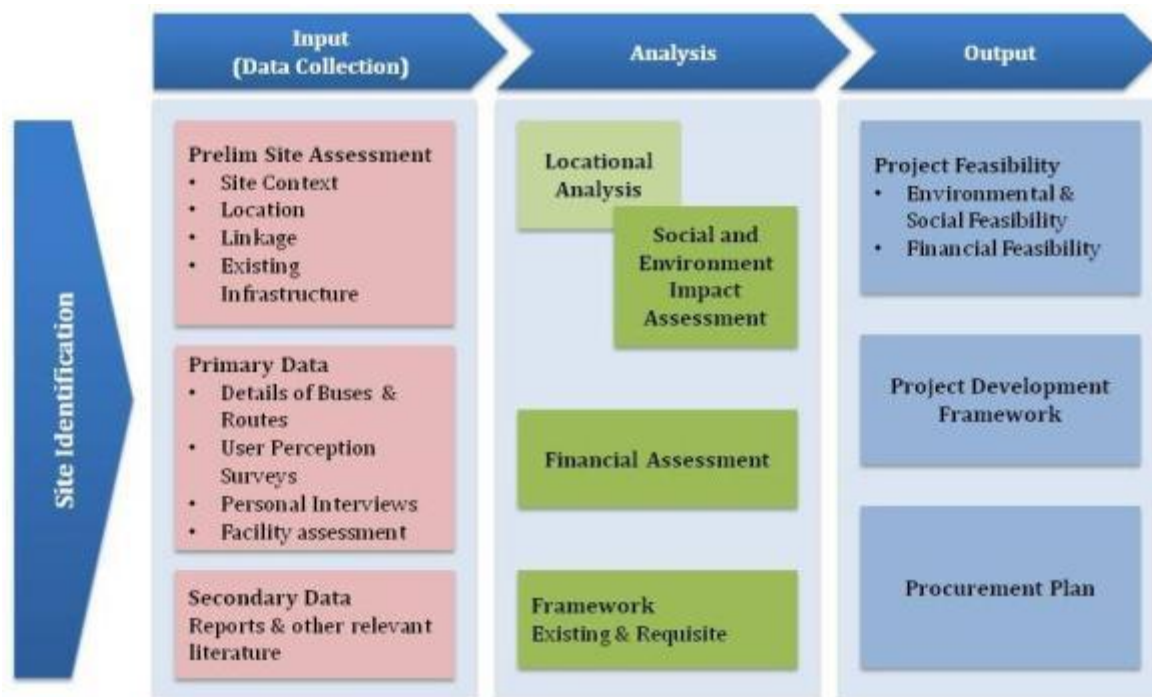 Input
(Data Collection)
Analysis
Output
Site Identification
Prelim Site Assessment
• Site Context
• Location
• Linkage
• Existing
Infrastructure
Primary Data
• Details of Buses &
Routes
• User Perception
Surveys
• Personal Interviews
• Facility assessment
Secondary Data
Reports & other relevant
literature
Locational
Analysis
Social and
Environment
Impact
Assessment
Financial Assessment
Framework
Existing & Requisite
Project Feasibility
• Environmental &
Social Feasibility
• Financial Feasibility
Project Development
Framework
Procurement Plan